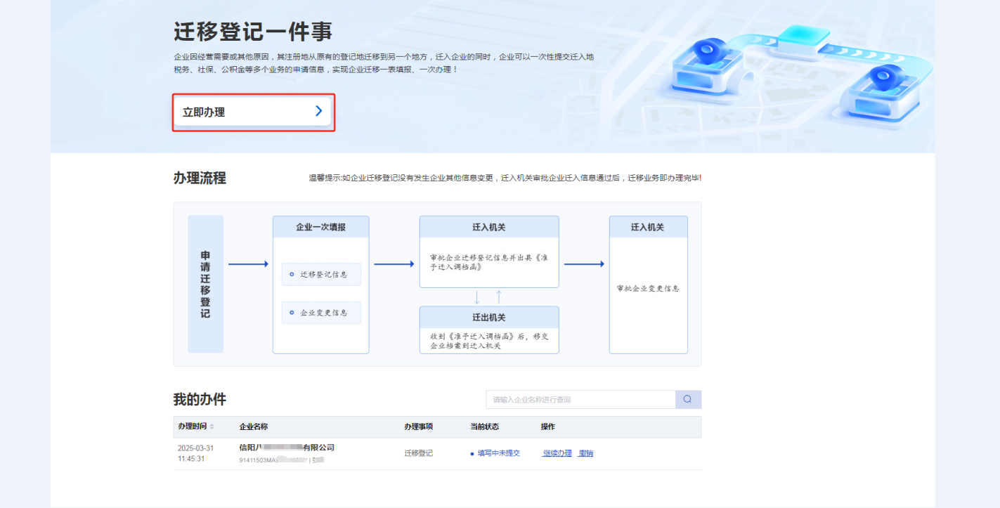 迁移登记一件事
企业因经营需要或其他原因，其注册地从原有的登记地迁移到另一个地方，迁入企业的同时，企业可以一次性提交迁入地
税务、社保、公积金等多个业务的申请信息，实现企业迁移一表填报、一次办理！
立即办理
办理流程
温馨提示:如企业迁移登记没有发生企业其他信息变更，迁入机关审批企业迁入信息通过后，迁移业务即办理完毕!
申请迁移登记
企业一次填报
迁移登记信息
企业变更信息
迁入机关
审批企业迁移登记信息并出具《准
予迁入调档函》
迁出机关
收到《准予迁入调档函》后，移交
企业档案到迁入机关
迁入机关
审批企业变更信息
我的办件
请输入企业名称进行查询
办理时间 企业名称 办理事项 当前状态 操作
2025-03-31
11:45:31
信阳八 有限公司
91411503MA
迁移登记
填写中未提交
继续办理 撤销